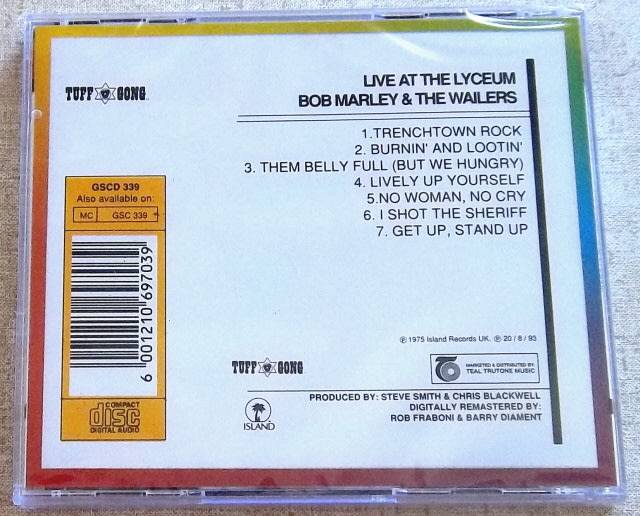 TUFF GONG
LIVE AT THE LYCEUM
BOB MARLEY & THE WAILERS
1.TRENCHTOWN ROCK
2. BURNIN' AND LOOTIN'
3. THEM BELLY FULL (BUT WE HUNGRY)
4. LIVELY UP YOURSELF
5.NO WOMAN, NO CRY
6. I SHOT THE SHERIFF
7. GET UP, STAND UP
GSCD 339
Also available on:
MC GSC 339
6 001210 697039
COMPACT
disc
DIGITAL AUDIO
℗ 1975 Island Records UK. ℗ 20 / 8 / 93
TUFF GONG
MARKETED & DISTRIBUTED BY:
TEAL TRUTONE MUSIC
ISLAND
PRODUCED BY: STEVE SMITH & CHRIS BLACKWELL
DIGITALLY REMASTERED BY:
ROB FRABONI & BARRY DIAMENT